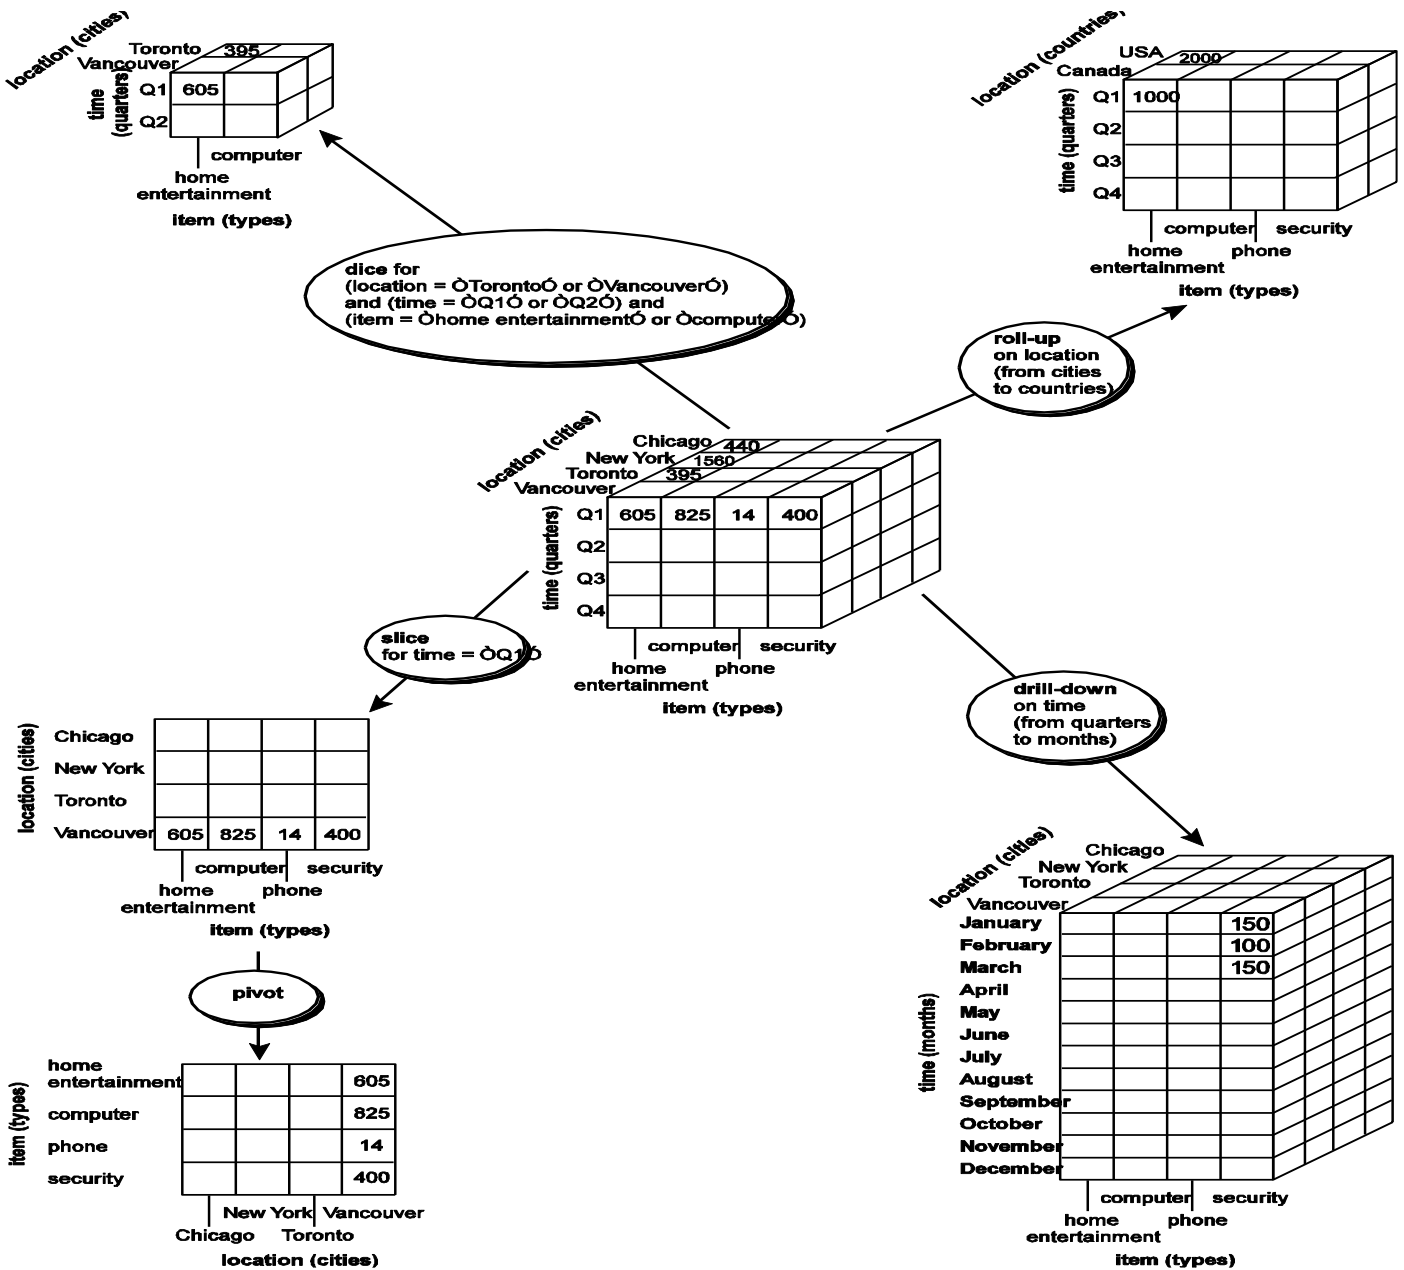 location (cities)
Toronto 395
Vancouver
time
(quarters)
Q1 605
Q2
computer
home
entertainment
item (types)
location (countries)
USA 2000
Canada
time (quarters)
Q1 1000
Q2
Q3
Q4
computer security
home phone
entertainment
item (types)
dice for
(location = ÒTorontoÓ or ÒVancouverÓ)
and (time = ÒQ1Ó or ÒQ2Ó) and
(item = Òhome entertainmentÓ or ÒcomputerÓ)
roll-up
on location
(from cities
to countries)
location (cities)
Chicago 440
New York 1560
Toronto 395
Vancouver
time (quarters)
Q1 605 825 14 400
Q2
Q3
Q4
computer security
home phone
entertainment
item (types)
slice
for time = ÒQ1Ó
drill-down
on time
(from quarters
to months)
location (cities)
Chicago
New York
Toronto
Vancouver 605 825 14 400
computer security
home phone
entertainment
item (types)
pivot
item (types)
home
entertainment 605
computer 825
phone 14
security 400
New York Vancouver
Chicago Toronto
location (cities)
location (cities)
Chicago
New York
Toronto
Vancouver
time (months)
January 150
February 100
March 150
April
May
June
July
August
September
October
November
December
computer security
home phone
entertainment
item (types)